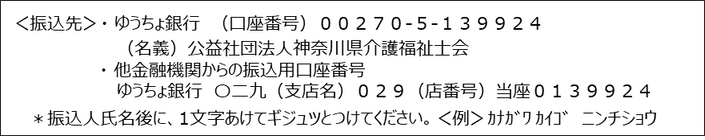 ＜振込先＞・ゆうちょ銀行　（口座番号）００２７０-５-１３９９２４
（名義）公益社団法人神奈川県介護福祉士会
・他金融機関からの振込用口座番号
ゆうちょ銀行　〇二九（支店名）０２９（店番号）当座０１３９９２４
＊振込人氏名後に、1文字あけてギジュツとつけてください。＜例＞ｶﾅｶﾞﾜ ｶｲｺﾞ　ニンチショウ